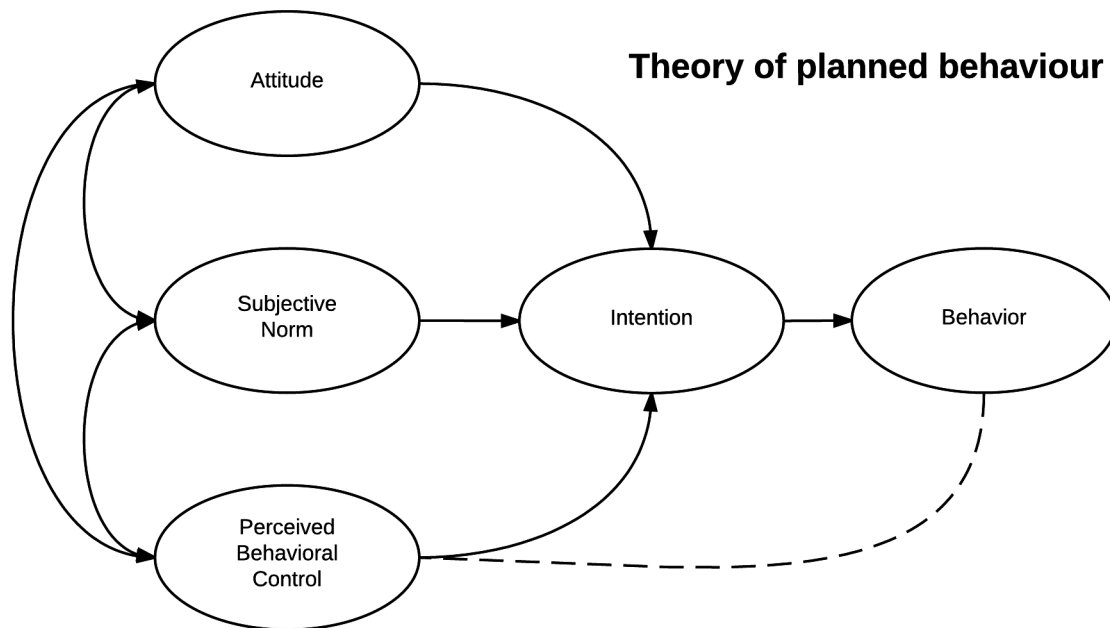 Theory of planned behaviour
Attitude
Subjective
Norm
Intention
Behavior
Perceived
Behavioral
Control